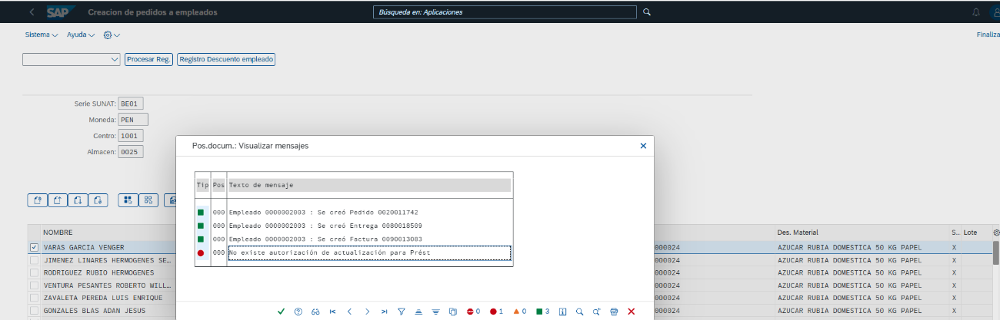 SAP Creacion de pedidos a empleados Búsqueda en: Aplicaciones
Sistema Ayuda Finaliza
Procesar Reg. Registro Descuento empleado
Serie SUNAT: BE01
Moneda: PEN
Centro: 1001
Almacen: 0025
Pos.docum.: Visualizar mensajes
Tip Pos Texto de mensaje
000 Empleado 0000002003 : Se creó Pedido 0020011742
000 Empleado 0000002003 : Se creó Entrega 0080018509
000 Empleado 0000002003 : Se creó Factura 0090013083
000 No existe autorización de actualización para Prést
NOMBRE Des. Material S.. Lote
VARAS GARCIA VENGER 000024 AZUCAR RUBIA DOMESTICA 50 KG PAPEL X
JIMENEZ LINARES HERMOGENES SE... 000024 AZUCAR RUBIA DOMESTICA 50 KG PAPEL X
RODRIGUEZ RUBIO HERMOGENES 000024 AZUCAR RUBIA DOMESTICA 50 KG PAPEL X
VENTURA PESANTES ROBERTO WILL... 000024 AZUCAR RUBIA DOMESTICA 50 KG PAPEL X
ZAVALETA PEREDA LUIS ENRIQUE 000024 AZUCAR RUBIA DOMESTICA 50 KG PAPEL X
GONZALES BLAS ADAN JESUS 000024 AZUCAR RUBIA DOMESTICA 50 KG PAPEL X
0 1 0 3